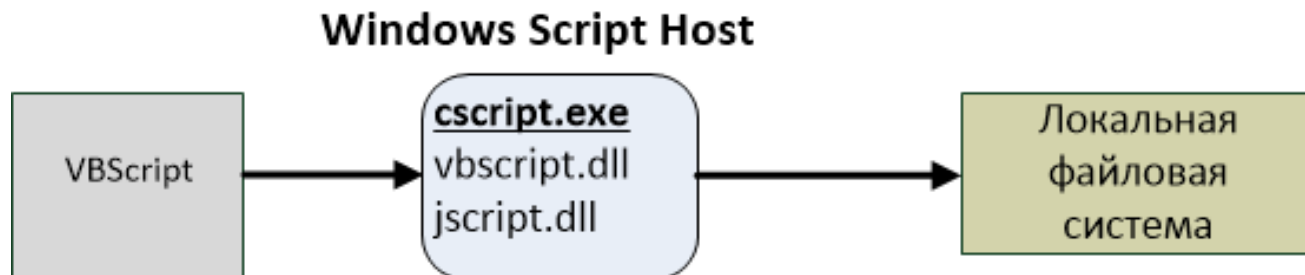 Windows Script Host
VBScript
cscript.exe
vbscript.dll
jscript.dll
Локальная
файловая
система